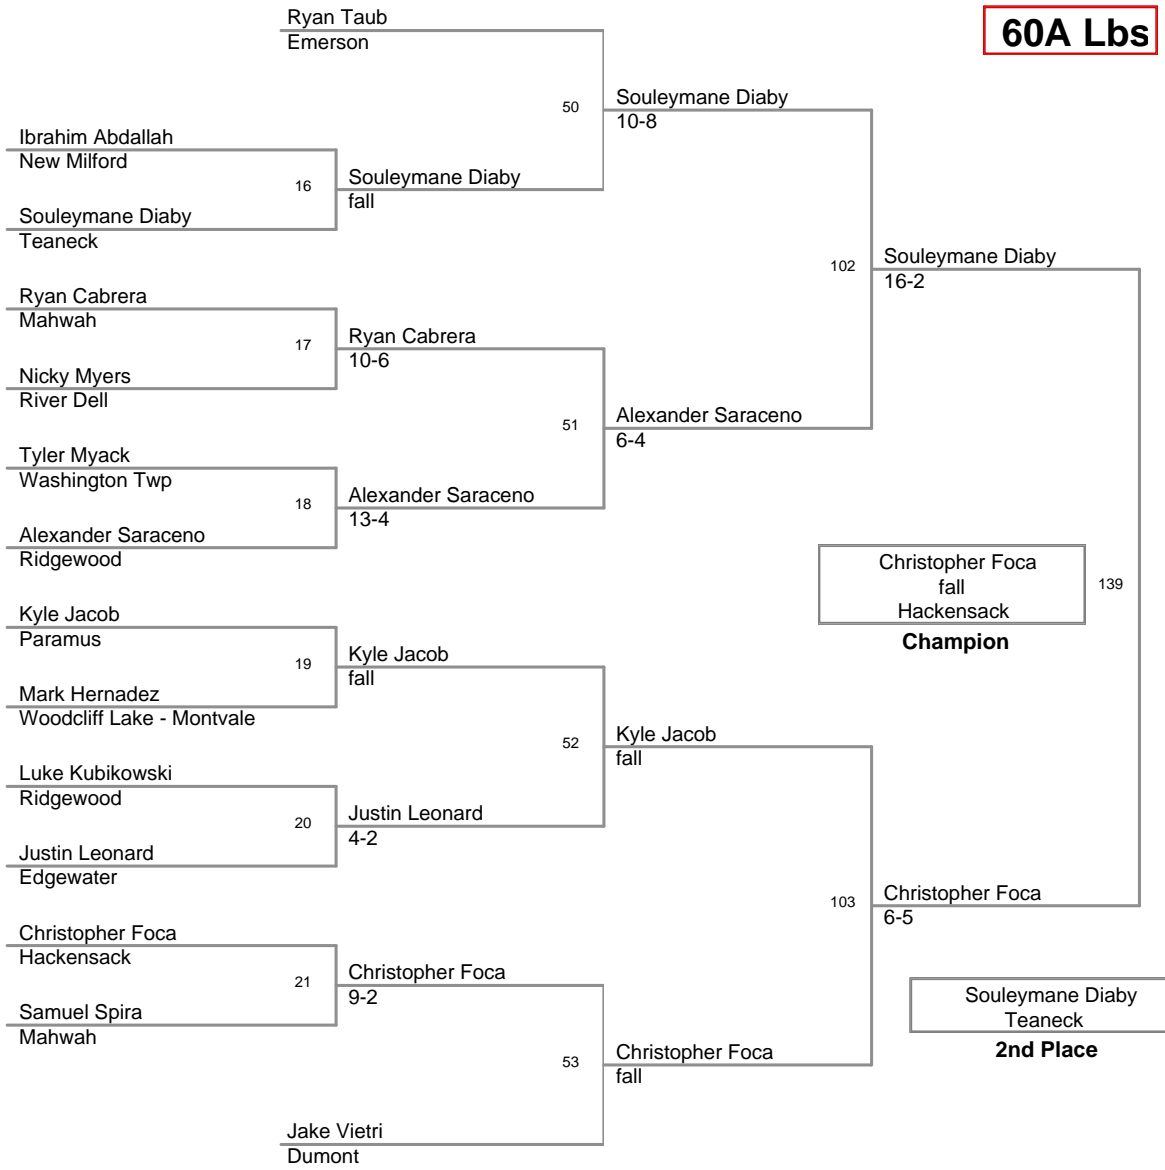 Ryan Taub
Emerson
60A Lbs
50
Souleymane Diaby
10-8
Ibrahim Abdallah
New Milford
16
Souleymane Diaby
fall
Souleymane Diaby
Teaneck
102
Souleymane Diaby
16-2
Ryan Cabrera
Mahwah
17
Ryan Cabrera
10-6
Nicky Myers
River Dell
51
Alexander Saraceno
6-4
Tyler Myack
Washington Twp
18
Alexander Saraceno
13-4
Alexander Saraceno
Ridgewood
Christopher Foca
fall
Hackensack
139
Champion
Kyle Jacob
Paramus
19
Kyle Jacob
fall
Mark Hernadez
Woodcliff Lake - Montvale
52
Kyle Jacob
fall
Luke Kubikowski
Ridgewood
20
Justin Leonard
4-2
Justin Leonard
Edgewater
103
Christopher Foca
6-5
Christopher Foca
Hackensack
21
Christopher Foca
9-2
Samuel Spira
Mahwah
Souleymane Diaby
Teaneck
2nd Place
53
Christopher Foca
fall
Jake Vietri
Dumont